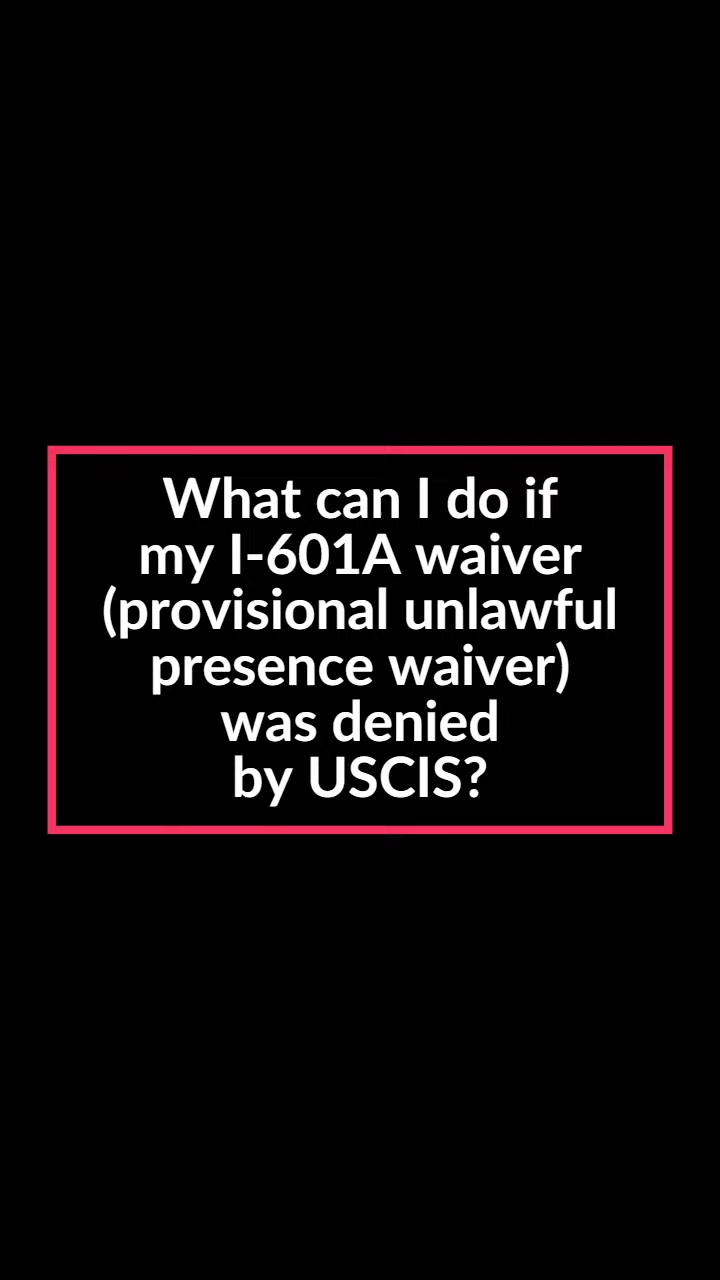 What can I do if
my I-601A waiver
(provisional unlawful
presence waiver)
was denied
by USCIS?